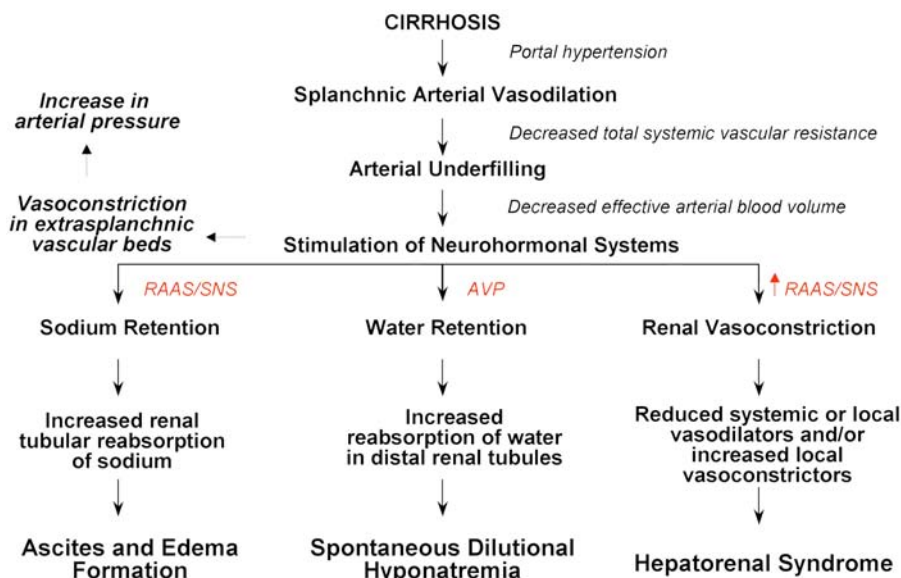 CIRRHOSIS
Portal hypertension
Splanchnic Arterial Vasodilation
Increase in
arterial pressure
Decreased total systemic vascular resistance
Arterial Underfilling
Vasoconstriction
in extrasplanchnic
vascular beds
Decreased effective arterial blood volume
Stimulation of Neurohormonal Systems
RAAS/SNS
AVP
RAAS/SNS
Sodium Retention
Water Retention
Renal Vasoconstriction
Increased renal
tubular reabsorption
of sodium
Increased
reabsorption of water
in distal renal tubules
Reduced systemic or local
vasodilators and/or
increased local
vasoconstrictors
Ascites and Edema
Formation
Spontaneous Dilutional
Hyponatremia
Hepatorenal Syndrome